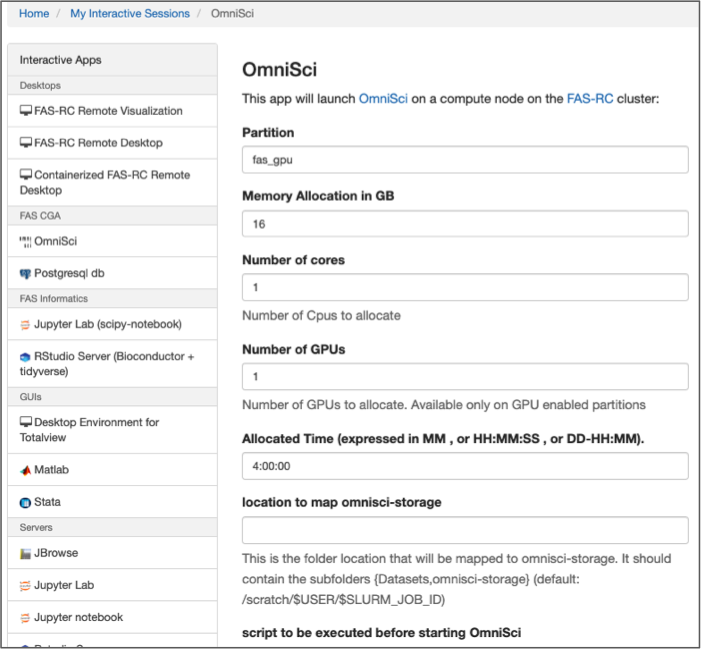 Home / My Interactive Sessions / OmniSci
Interactive Apps
Desktops
FAS-RC Remote Visualization
FAS-RC Remote Desktop
Containerized FAS-RC Remote
Desktop
FAS CGA
OmniSci
Postgresql db
FAS Informatics
Jupyter Lab (scipy-notebook)
RStudio Server (Bioconductor +
tidyverse)
GUIs
Desktop Environment for
Totalview
Matlab
Stata
Servers
JBrowse
Jupyter Lab
Jupyter notebook
OmniSci
This app will launch OmniSci on a compute node on the FAS-RC cluster:
Partition
fas_gpu
Memory Allocation in GB
16
Number of cores
1
Number of Cpus to allocate
Number of GPUs
1
Number of GPUs to allocate. Available only on GPU enabled partitions
Allocated Time (expressed in MM , or HH:MM:SS , or DD-HH:MM).
4:00:00
location to map omnisci-storage
This is the folder location that will be mapped to omnisci-storage. It should
contain the subfolders {Datasets,omnisci-storage} (default:
/scratch/$USER/$SLURM_JOB_ID)
script to be executed before starting OmniSci